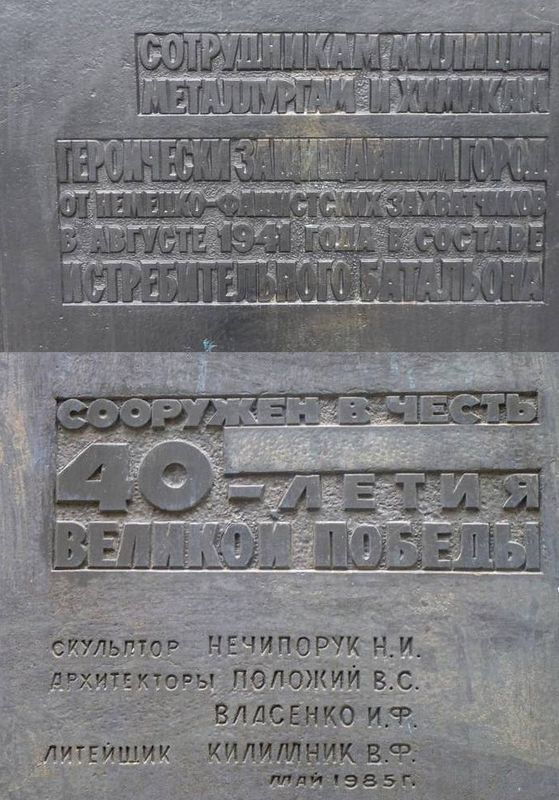 СОТРУДНИКАМ МИЛИЦИИ
МЕТАЛЛУРГАМ И ХИМИКАМ
ГЕРОИЧЕСКИ ЗАЩИЩАВШИМ ГОРОД
ОТ НЕМЕЦКО-ФАШИСТСКИХ ЗАХВАТЧИКОВ
В АВГУСТЕ 1941 ГОДА В СОСТАВЕ
ИСТРЕБИТЕЛЬНОГО БАТАЛЬОНА
СООРУЖЕН В ЧЕСТЬ
40-ЛЕТИЯ
ВЕЛИКОЙ ПОБЕДЫ
СКУЛЬПТОР НЕЧИПОРУК Н.И.
АРХИТЕКТОРЫ ПОЛОЖИЙ В.С.
ВЛАСЕНКО И.Ф.
ЛИТЕЙЩИК КИЛИМНИК В.Ф.
МАЙ 1985 Г.